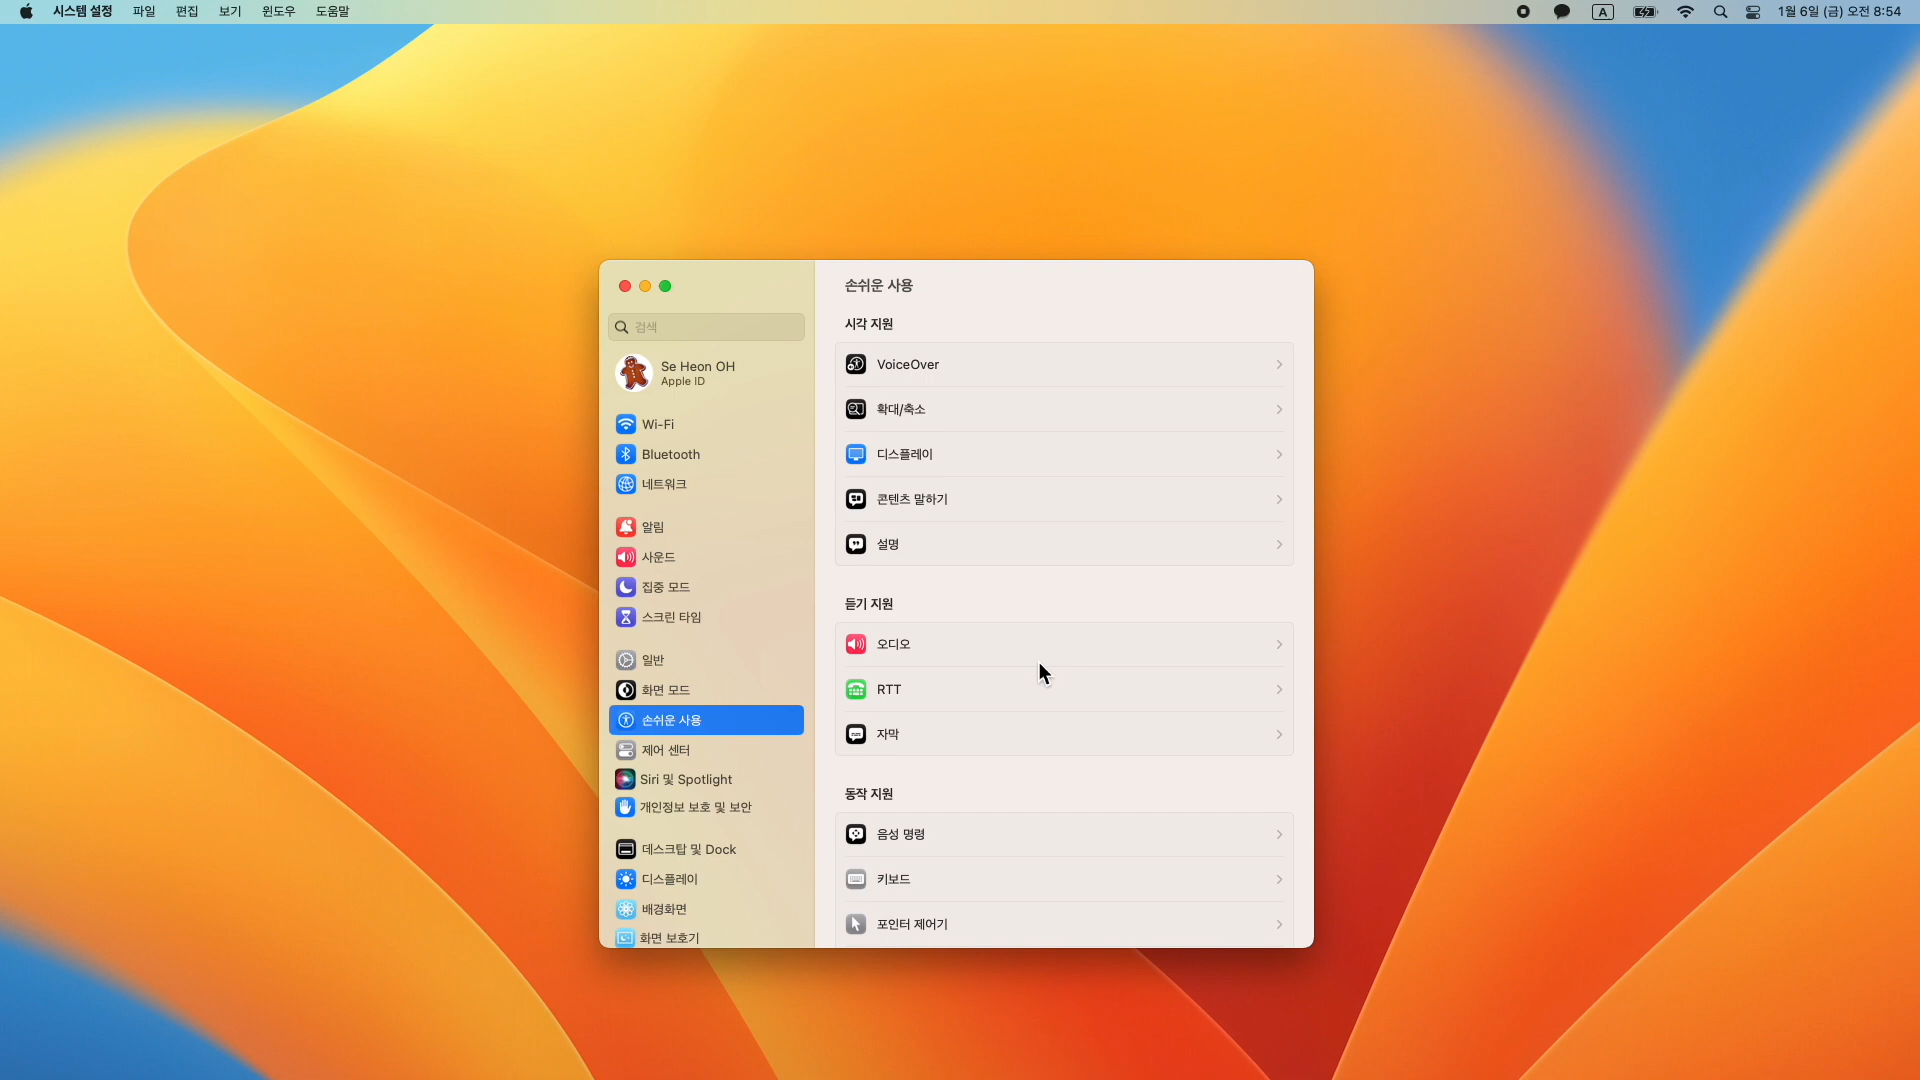 시스템 설정 파일 편집 보기 윈도우 도움말
A 1월 6일 (금) 오전 8:54
검색
Se Heon OH
Apple ID
Wi-Fi
Bluetooth
네트워크
알림
사운드
집중 모드
스크린 타임
일반
화면 모드
손쉬운 사용
제어 센터
Siri 및 Spotlight
개인정보 보호 및 보안
데스크탑 및 Dock
디스플레이
배경화면
화면 보호기
손쉬운 사용
시각 지원
VoiceOver
확대/축소
디스플레이
콘텐츠 말하기
설명
듣기 지원
오디오
RTT
자막
동작 지원
음성 명령
키보드
포인터 제어기